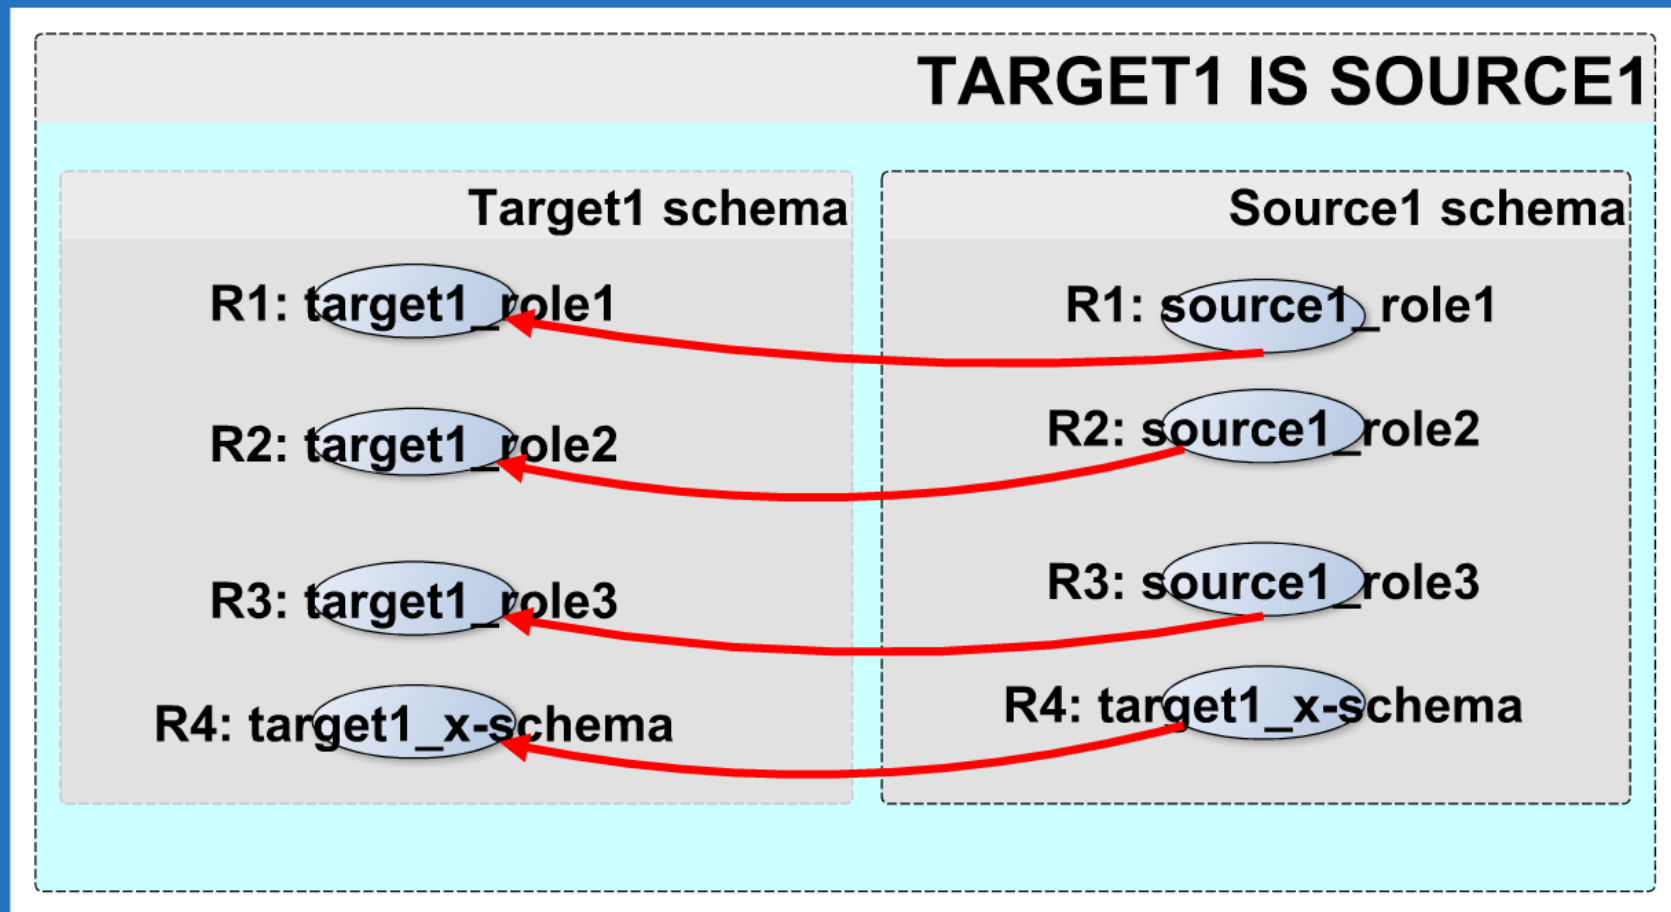 TARGET1 IS SOURCE1
Target1 schema
R1: target1_role1
R2: target1_role2
R3: target1_role3
R4: target1_x-schema
Source1 schema
R1: source1_role1
R2: source1_role2
R3: source1_role3
R4: target1_x-schema